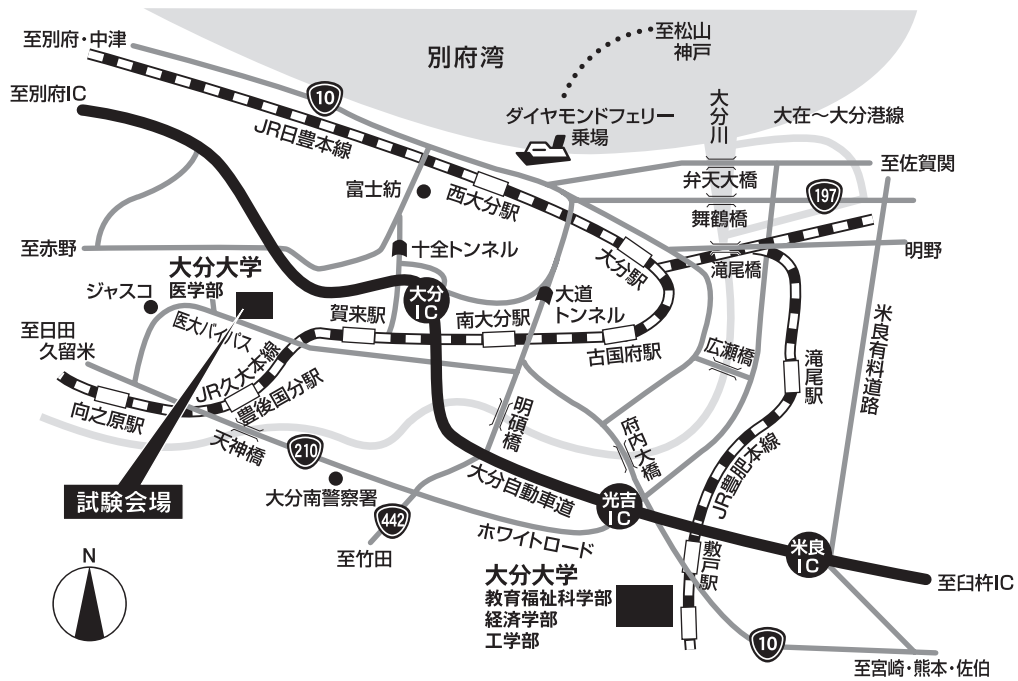 至別府・中津
至松山
神戸
別府湾
至別府IC
10
JR日豊本線
ダイヤモンドフェリー
乗場
大分川
大在～大分港線
至佐賀関
弁天大橋
富士紡
西大分駅
197
舞鶴橋
至赤野
十全トンネル
大分駅
滝尾橋
明野
大分大学
医学部
ジャスコ
大分
IC
大道
トンネル
至日田
久留米
医大バイパス
賀来駅
南大分駅
古国府駅
広瀬橋
米良有料道路
滝尾駅
JR久大本線
豊後国分駅
向之原駅
天神橋
明磧橋
府内大橋
210
大分自動車道
JR豊肥本線
試験会場
大分南警察署
442
光吉
IC
ホワイトロード
至竹田
敷戸駅
米良
IC
N
大分大学
教育福祉科学部
経済学部
工学部
至臼杵IC
10
至宮崎・熊本・佐伯